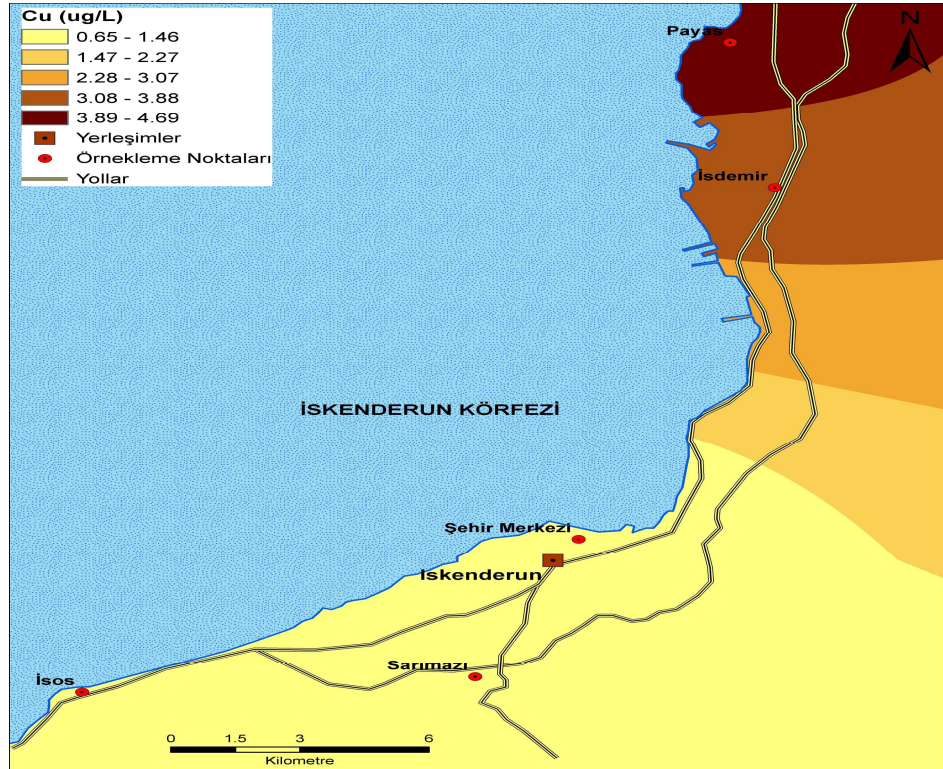 Cu (ug/L)
0.65 - 1.46
1.47 - 2.27
2.28 - 3.07
3.08 - 3.88
3.89 - 4.69
Yerleşimler
Örnekleme Noktaları
Yollar
N
Payas
İsdemir
İSKENDERUN KÖRFEZİ
Şehir Merkezi
Iskenderun
Sarımazı
İsos
0 1.5 3 6
Kilometre